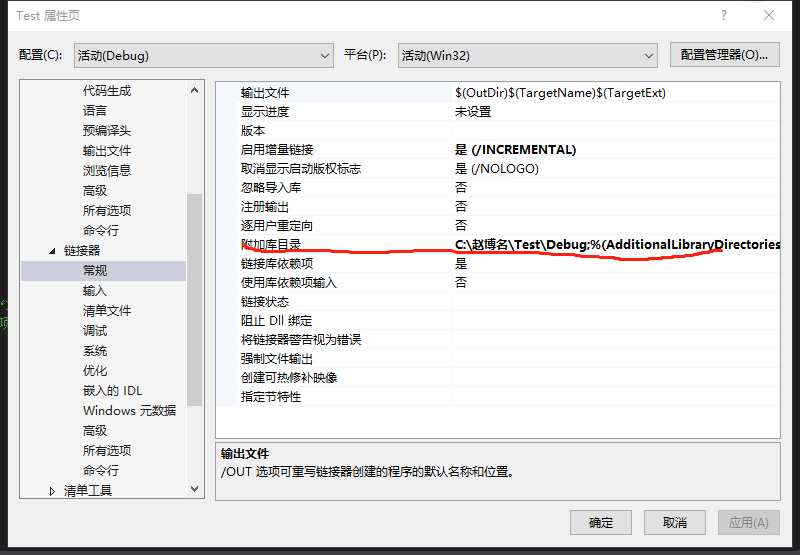 Test 属性页
配置(C):
活动(Debug)
平台(P):
活动(Win32)
配置管理器(O)...
代码生成
语言
预编译头
输出文件
浏览信息
高级
所有选项
命令行
链接器
常规
输入
清单文件
调试
系统
优化
嵌入的 IDL
Windows 元数据
高级
所有选项
命令行
清单工具
输出文件 $(OutDir)$(TargetName)$(TargetExt)
显示进度 未设置
版本
启用增量链接 是 (/INCREMENTAL)
取消显示启动版权标志 是 (/NOLOGO)
忽略导入库 否
注册输出 否
逐用户重定向 否
附加库目录 C:\赵博名\Test\Debug;%(AdditionalLibraryDirectories
链接库依赖项 是
使用库依赖项输入 否
链接状态
阻止 Dll 绑定
将链接器警告视为错误
强制文件输出
创建可热修补映像
指定节特性
输出文件
/OUT 选项可重写链接器创建的程序的默认名称和位置。
确定
取消
应用(A)